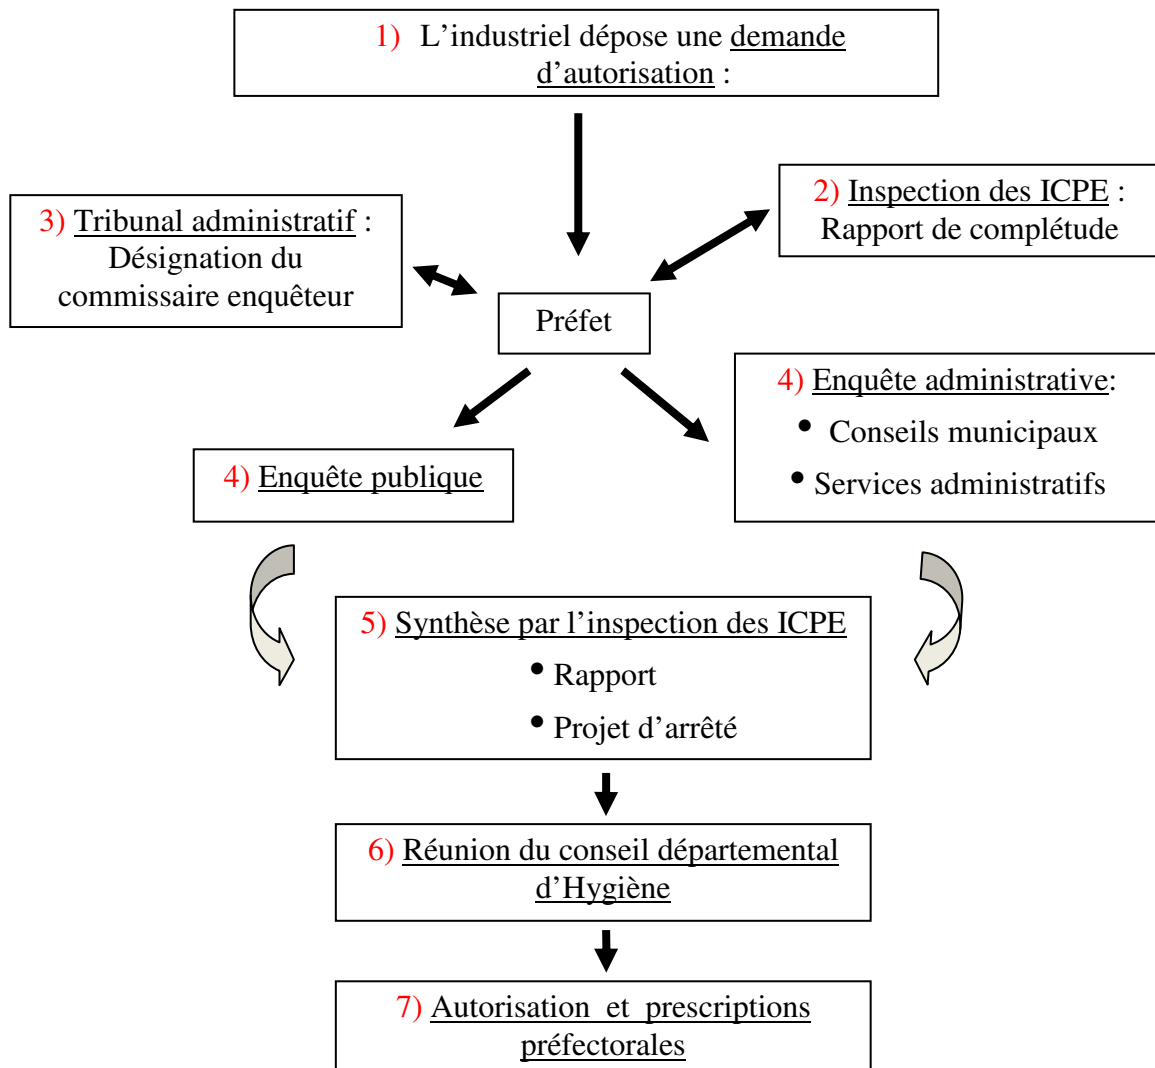 1) L’industriel dépose une demande
d’autorisation :
2) Inspection des ICPE :
Rapport de complétude
3) Tribunal administratif :
Désignation du
commissaire enquêteur
Préfet
4) Enquête administrative:
• Conseils municipaux
• Services administratifs
4) Enquête publique
5) Synthèse par l’inspection des ICPE
• Rapport
• Projet d’arrêté
6) Réunion du conseil départemental
d’Hygiène
7) Autorisation et prescriptions
préfectorales